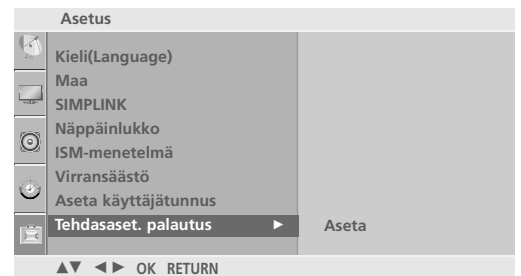 Asetus
Kieli(Language)
Maa
SIMPLINK
Näppäinlukko
ISM-menetelmä
Virransäästö
Aseta käyttäjätunnus
Tehdasaset. palautus ► Aseta
▲▼ ◄► OK RETURN